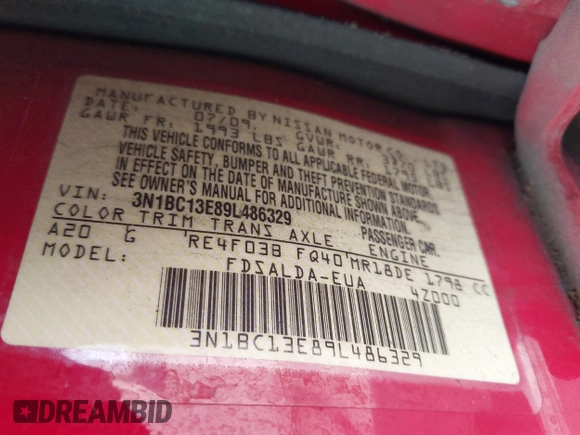 MANUFACTURED BY NISSAN MOTOR CO., LTD.
DATE: 07/09 GVWR:
GAWR FR: 1993 LBS GAWR RR: 1793 LBS
THIS VEHICLE CONFORMS TO ALL APPLICABLE FEDERAL MOTOR
VEHICLE SAFETY, BUMPER AND THEFT PREVENTION STANDARDS
IN EFFECT ON THE DATE OF MANUFACTURE SHOWN ABOVE.
SEE OWNER'S MANUAL FOR ADDITIONAL INFORMATION.
VIN: 3N1BC13E89L486329 PASSENGER CAR
COLOR TRIM TRANS AXLE ENGINE
A20 G RE4F03B FQ40 MR18DE 1798 CC
MODEL: FDSALDA-EUA 4Z000
3N1BC13E89L486329
DREAMBID